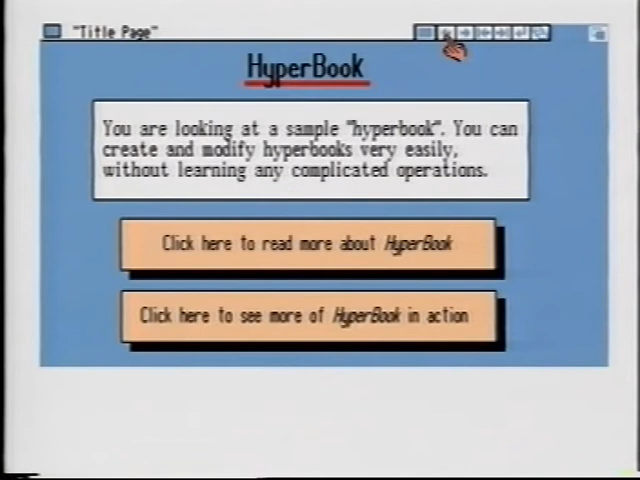 "Title Page"
HyperBook
You are looking at a sample "hyperbook". You can
create and modify hyperbooks very easily,
without learning any complicated operations.
Click here to read more about HyperBook
Click here to see more of HyperBook in action